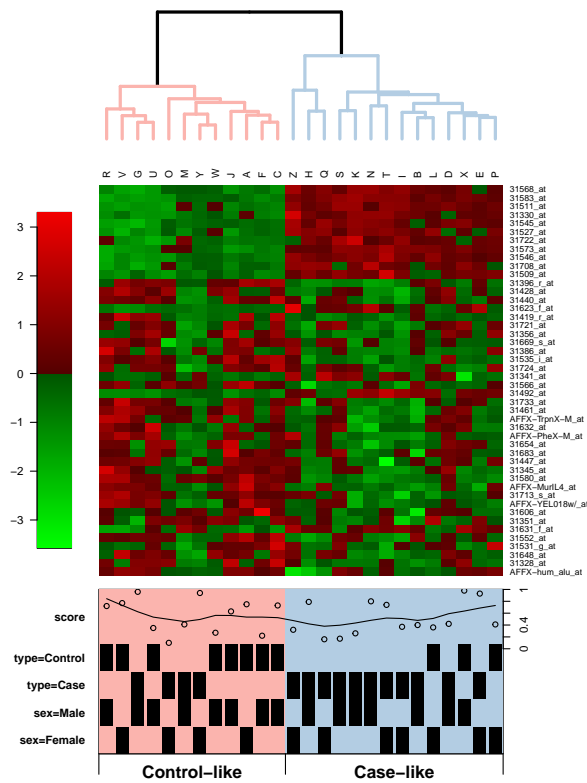 R V G U O M Y W J A F C Z H Q S K N T I B L D X E P
31568_at
31583_at
31511_at
31330_at
31545_at
31527_at
31722_at
31573_at
31546_at
31708_at
31509_at
31396_r_at
31428_at
31440_at
31623_f_at
31419_r_at
31721_at
31356_at
31669_s_at
31386_at
31535_i_at
31724_at
31341_at
31566_at
31492_at
31733_at
31461_at
AFFX−TrpnX−M_at
31632_at
AFFX−PheX−M_at
31654_at
31683_at
31447_at
31345_at
31580_at
AFFX−MurIL4_at
31713_s_at
AFFX−YEL018w/_at
31606_at
31351_at
31631_f_at
31552_at
31531_g_at
31648_at
31328_at
AFFX−hum_alu_at
3
2
1
0
−1
−2
−3
score
0 0.4 1
type=Control
type=Case
sex=Male
sex=Female
Control−like Case−like